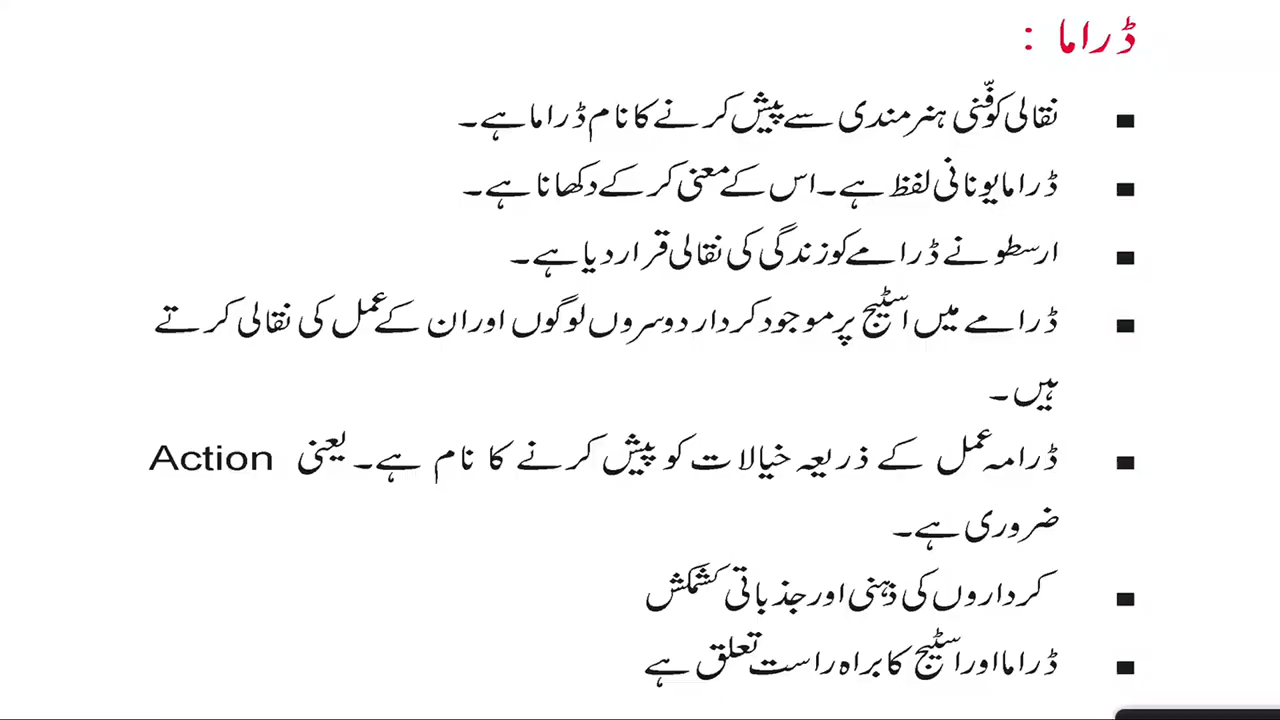 ڈراما :
▪ نقالی کو فنّی ہنرمندی سے پیش کرنے کا نام ڈراما ہے۔
▪ ڈراما یونانی لفظ ہے۔ اس کے معنی کر کے دکھانا ہے۔
▪ ارسطو نے ڈرامے کو زندگی کی نقالی قرار دیا ہے۔
▪ ڈرامے میں اسٹیج پر موجود کردار دوسروں لوگوں اور ان کے عمل کی نقالی کرتے
ہیں۔
▪ ڈرامہ عمل کے ذریعہ خیالات کو پیش کرنے کا نام ہے۔ یعنی Action
ضروری ہے۔
▪ کرداروں کی ذہنی اور جذباتی کشمکش
▪ ڈراما اور اسٹیج کا براہ راست تعلق ہے